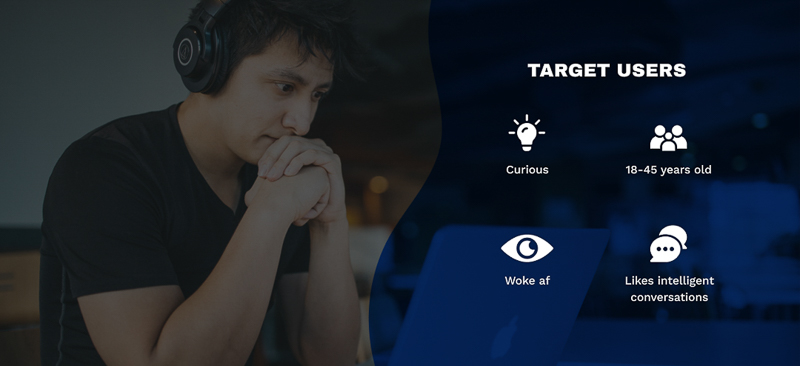 TARGET USERS
Curious
18-45 years old
Woke af
Likes intelligent
conversations